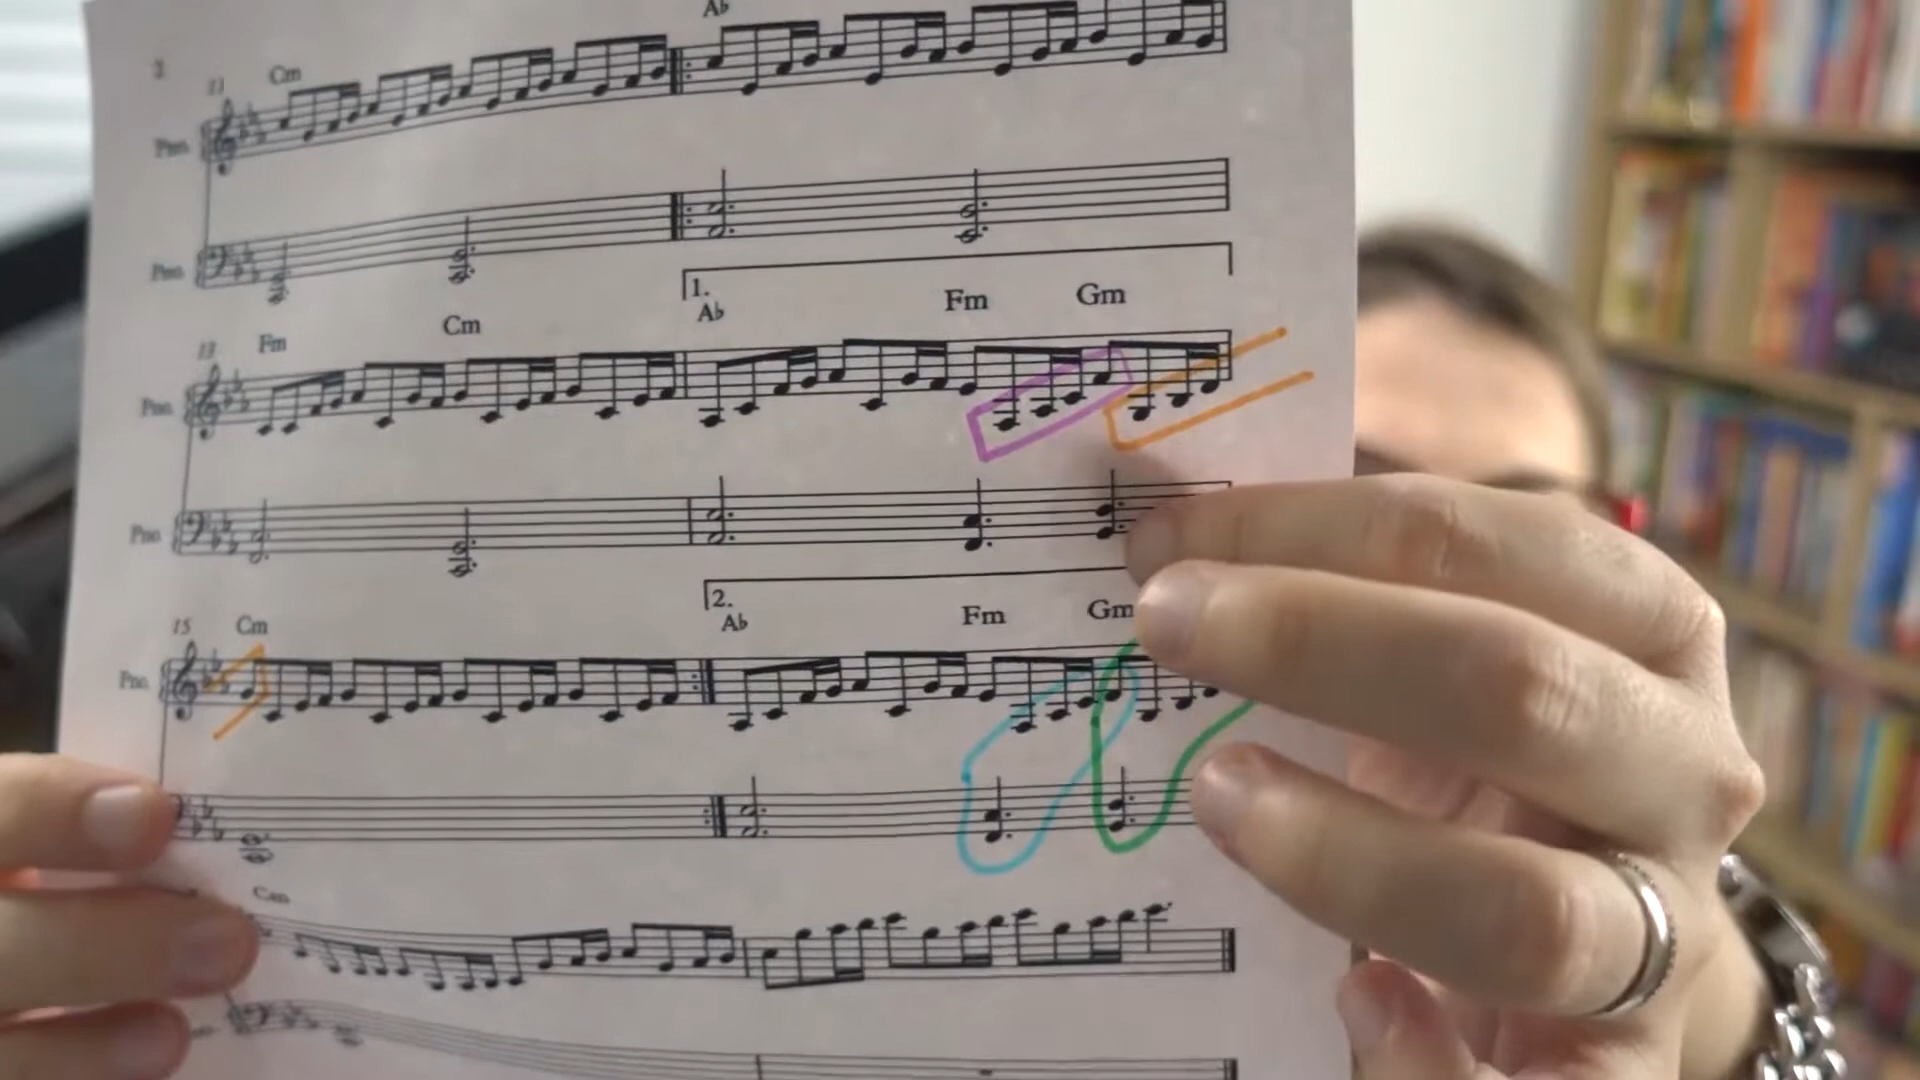 Ab
2
11 Cm
Pno.
Pno.
1.
13 Fm Cm Ab Fm Gm
Pno.
Pno.
2.
15 Cm Ab Fm Gm
Pno.
Cm